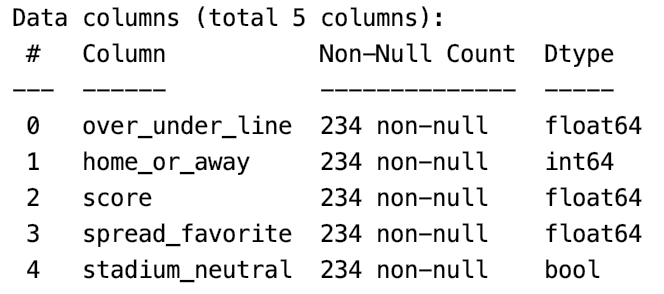 Data columns (total 5 columns):
# Column Non-Null Count Dtype
--- ------ -------------- -----
0 over_under_line 234 non-null float64
1 home_or_away 234 non-null int64
2 score 234 non-null float64
3 spread_favorite 234 non-null float64
4 stadium_neutral 234 non-null bool